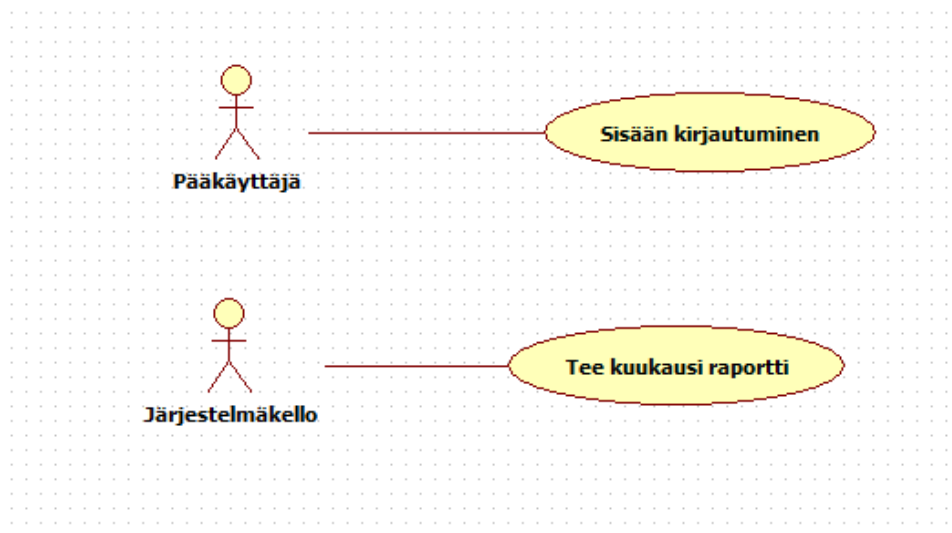 Sisään kirjautuminen
Pääkäyttäjä
Tee kuukausi raportti
Järjestelmäkello